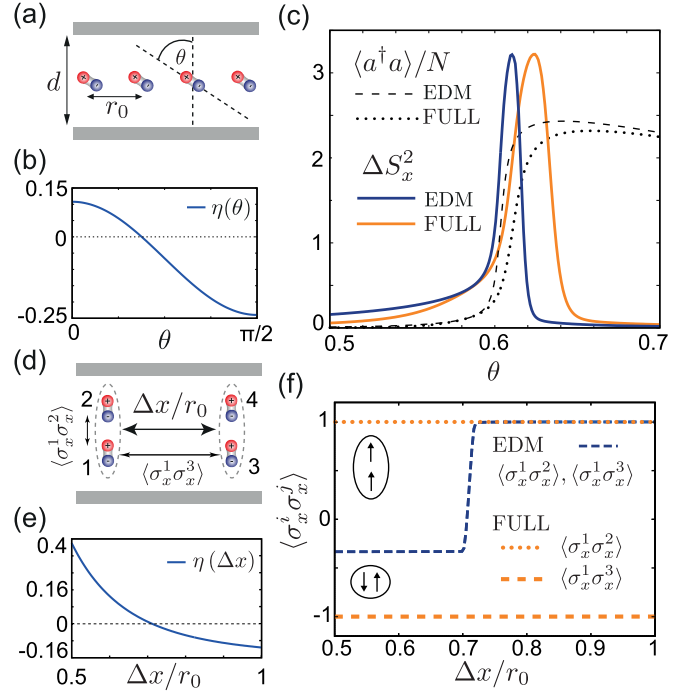 (a)
θ
d
r₀
(b)
0.15
0
-0.25
η(θ)
0
θ
π/2
(c)
3
2
1
0
⟨a†a⟩/N
EDM
FULL
ΔSₓ²
EDM
FULL
0.5
0.6
0.7
θ
(d)
2
4
+
+
-
-
⟨σₓ¹σₓ²⟩
Δx/r₀
+
+
-
-
1
⟨σₓ¹σₓ³⟩
3
(e)
0.4
0.16
0
-0.16
η (Δx)
0.5
Δx/r₀
1
(f)
⟨σₓⁱσₓʲ⟩
1
0
-1
EDM
⟨σₓ¹σₓ²⟩, ⟨σₓ¹σₓ³⟩
FULL
⟨σₓ¹σₓ²⟩
⟨σₓ¹σₓ³⟩
0.5
0.6
0.7
0.8
0.9
1
Δx/r₀